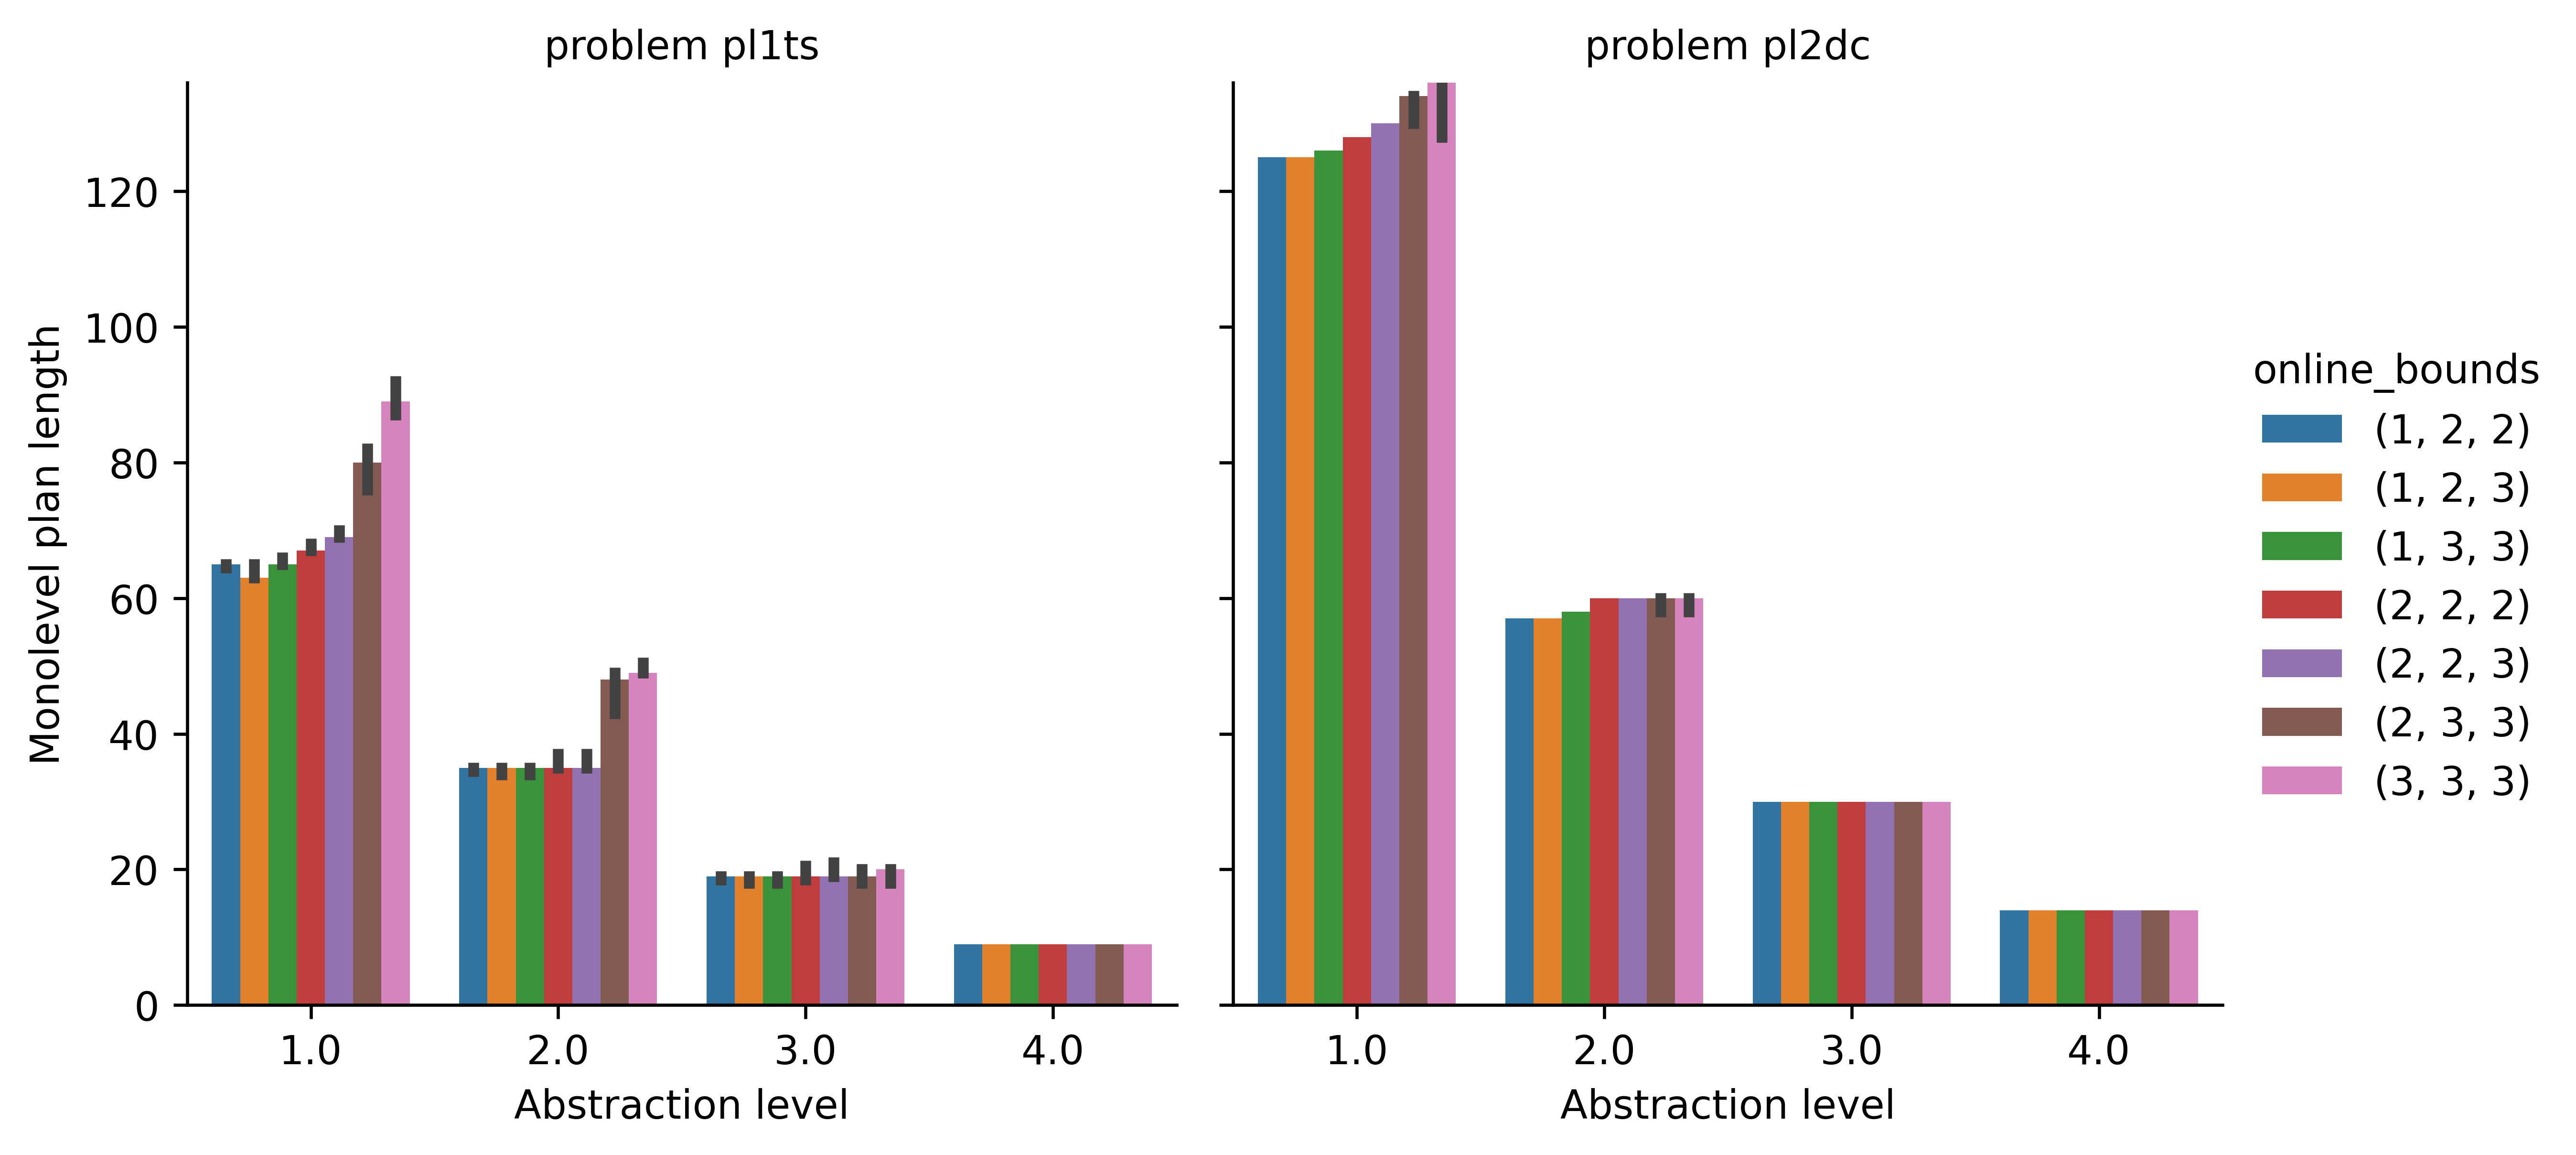 problem pl1ts
problem pl2dc
Monolevel plan length
120
100
80
60
40
20
0
1.0 2.0 3.0 4.0
Abstraction level
1.0 2.0 3.0 4.0
Abstraction level
online_bounds
(1, 2, 2)
(1, 2, 3)
(1, 3, 3)
(2, 2, 2)
(2, 2, 3)
(2, 3, 3)
(3, 3, 3)